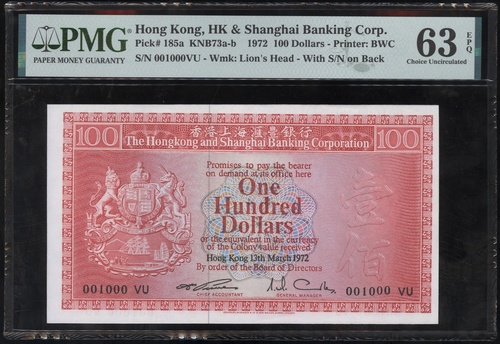 PMG
PAPER MONEY GUARANTY
Hong Kong, HK & Shanghai Banking Corp.
Pick# 185a KNB73a-b 1972 100 Dollars - Printer: BWC
S/N 001000VU - Wmk: Lion's Head - With S/N on Back
63 EPQ
Choice Uncirculated
100 香港上海滙豐銀行 100
The Hongkong and Shanghai Banking Corporation
Promises to pay the bearer
on demand at its office here
One
Hundred
Dollars
or the equivalent in the currency
of the Colony value received
Hong Kong 13th March 1972
By order of the Board of Directors
壹
佰
001000 VU
CHIEF ACCOUNTANT
GENERAL MANAGER
001000 VU